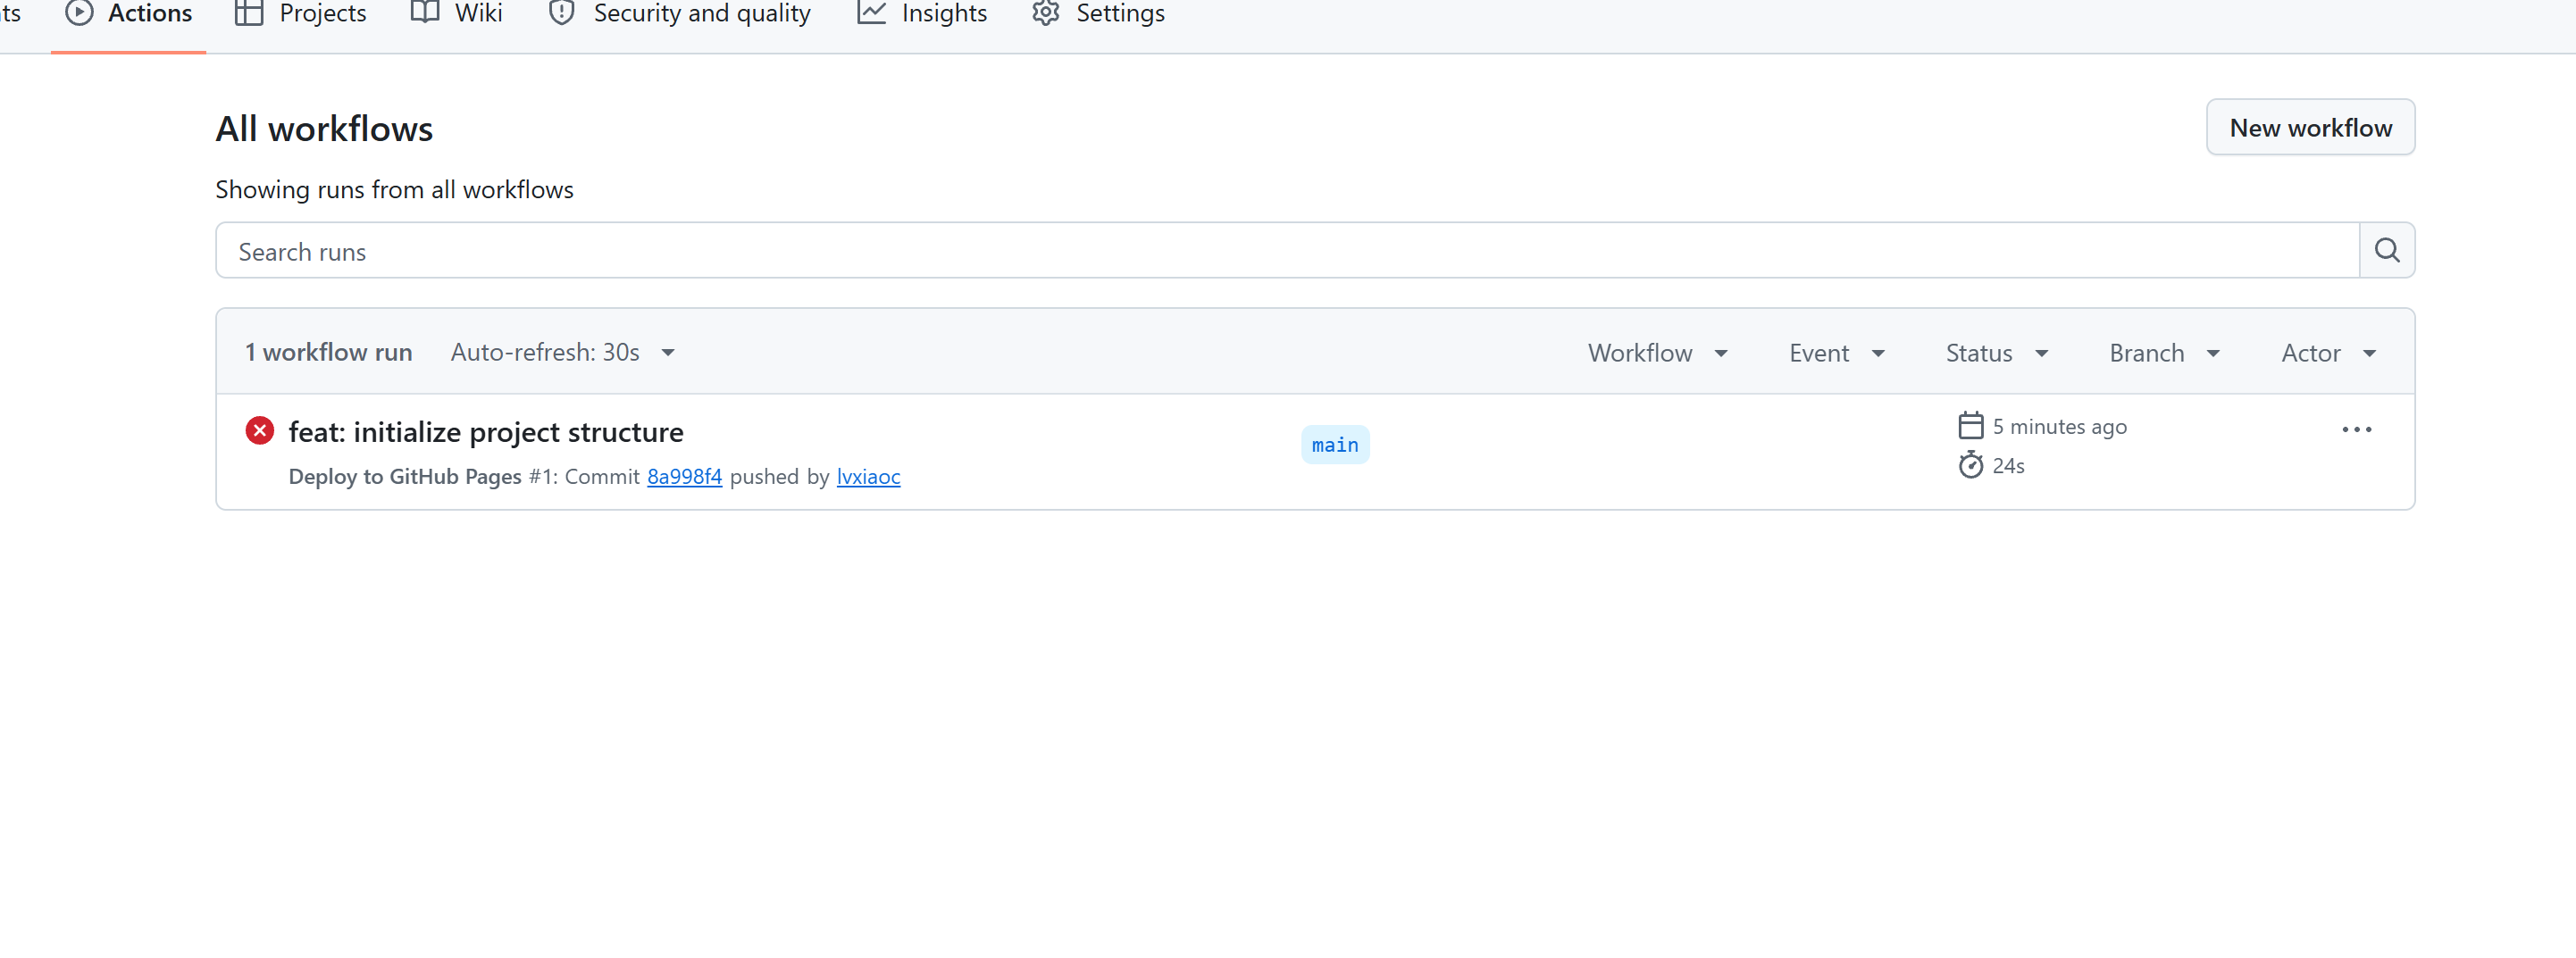 ts Actions Projects Wiki Security and quality Insights Settings
All workflows
New workflow
Showing runs from all workflows
Search runs
1 workflow run Auto-refresh: 30s Workflow Event Status Branch Actor
feat: initialize project structure
main
5 minutes ago
Deploy to GitHub Pages #1: Commit 8a998f4 pushed by lvxiaoc
24s